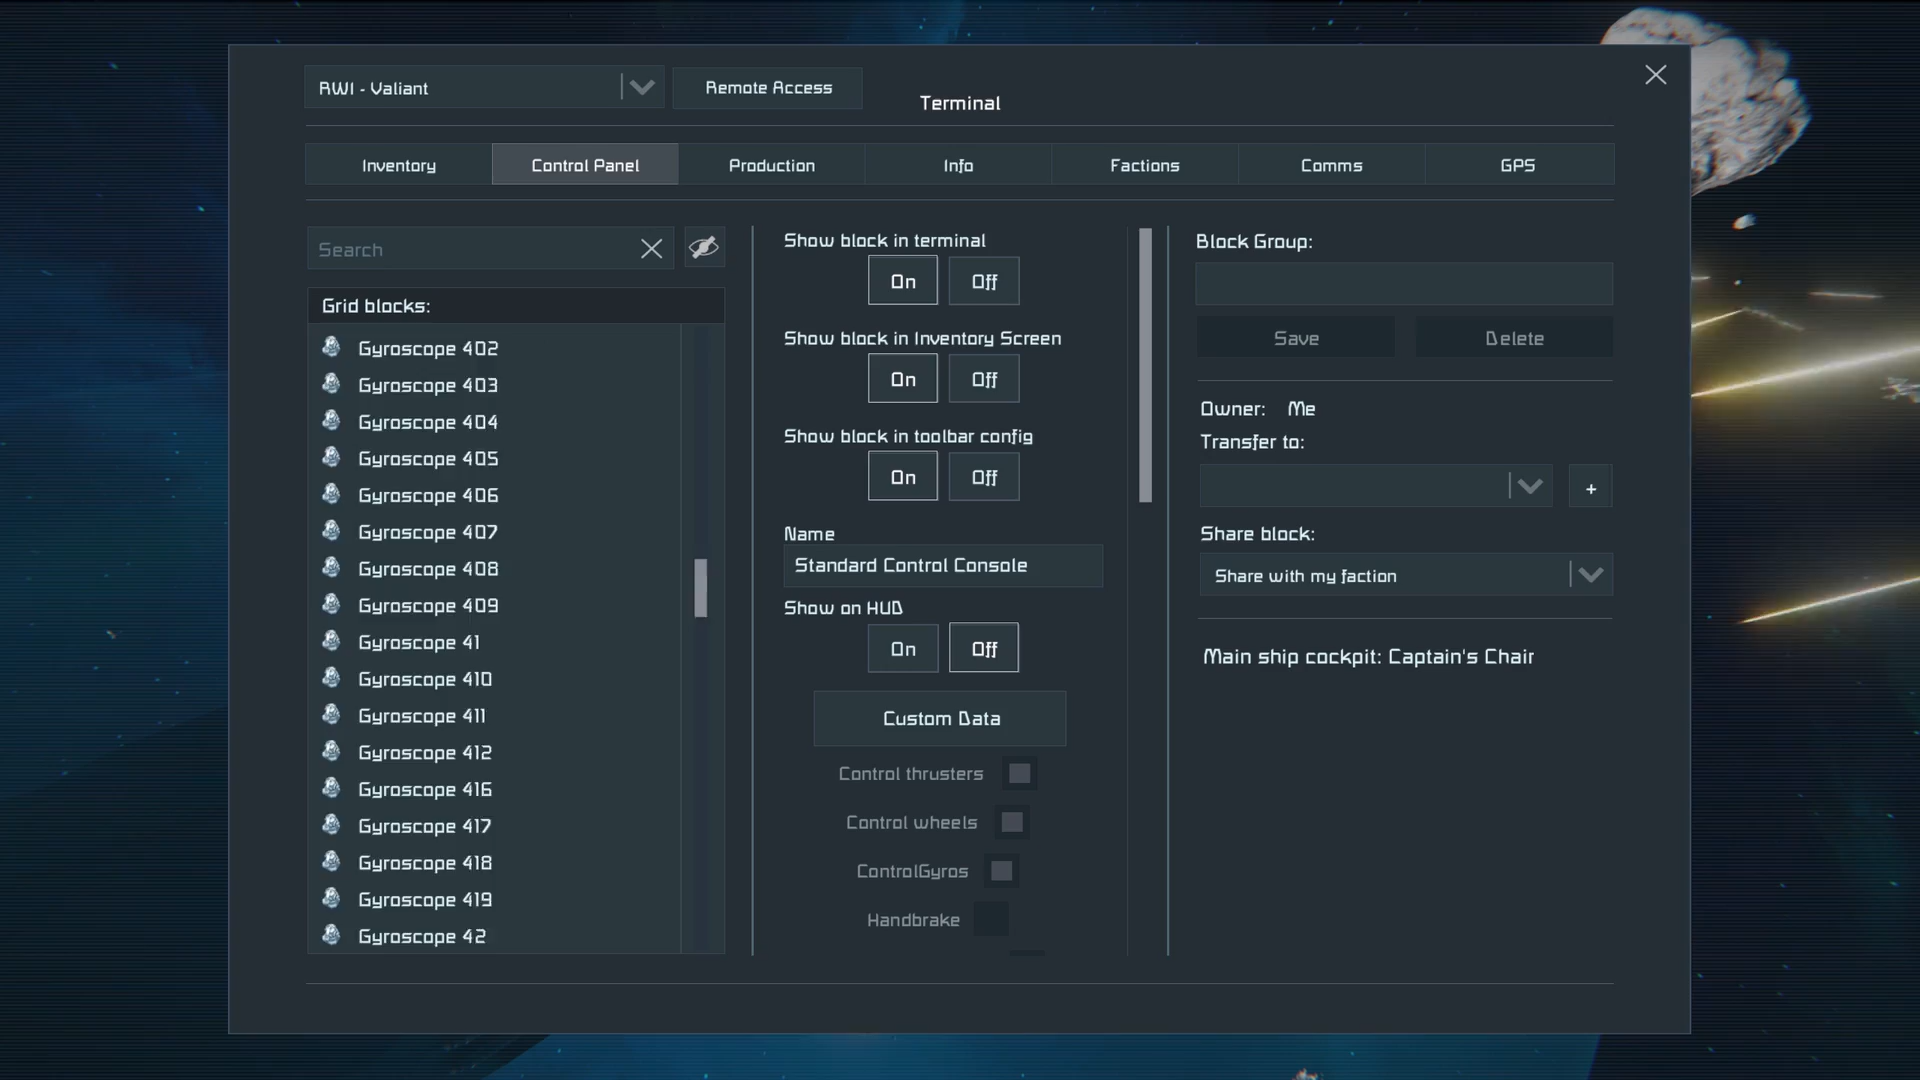 RWI - Valiant
Remote Access
Terminal
Inventory
Control Panel
Production
Info
Factions
Comms
GPS
Search
Grid blocks:
Gyroscope 402
Gyroscope 403
Gyroscope 404
Gyroscope 405
Gyroscope 406
Gyroscope 407
Gyroscope 408
Gyroscope 409
Gyroscope 41
Gyroscope 410
Gyroscope 411
Gyroscope 412
Gyroscope 416
Gyroscope 417
Gyroscope 418
Gyroscope 419
Gyroscope 42
Show block in terminal
On Off
Show block in Inventory Screen
On Off
Show block in toolbar config
On Off
Name
Standard Control Console
Show on HUD
On Off
Custom Data
Control thrusters
Control wheels
ControlGyros
Handbrake
Block Group:
Save Delete
Owner: Me
Transfer to:
+
Share block:
Share with my faction
Main ship cockpit: Captain's Chair